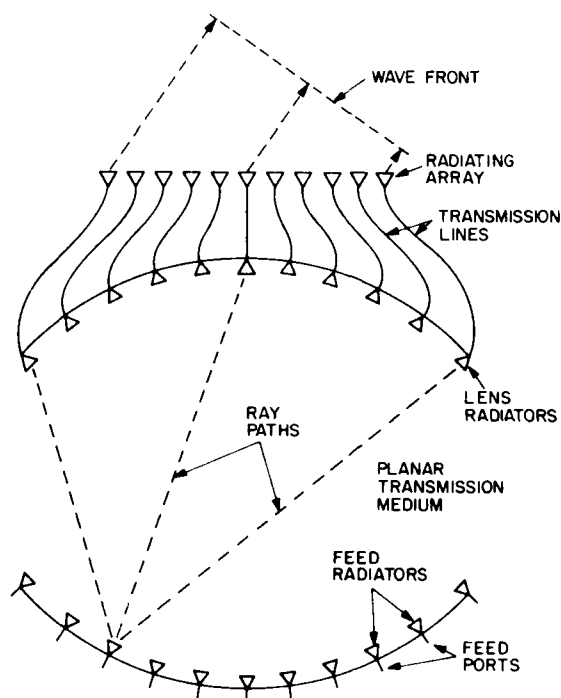 WAVE FRONT
RADIATING
ARRAY
TRANSMISSION
LINES
LENS
RADIATORS
RAY
PATHS
PLANAR
TRANSMISSION
MEDIUM
FEED
RADIATORS
FEED
PORTS